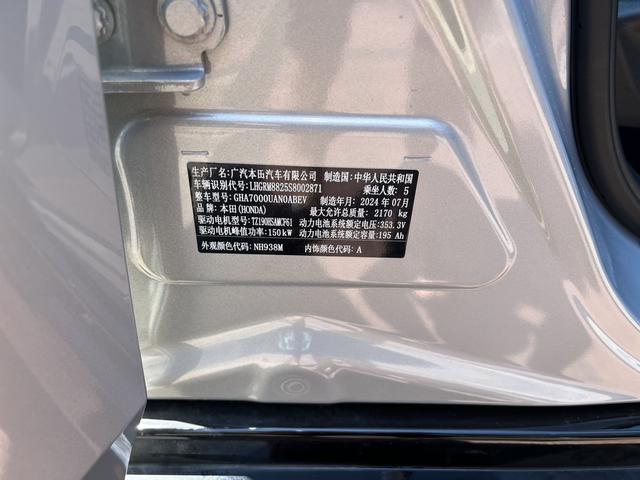 生产厂名:广汽本田汽车有限公司 制造国:中华人民共和国
车辆识别代号:LHGRM8825S8002871 乘坐人数: 5
整车型号:GHA7000UAN0ABEV 制造年月: 2024 年 07月
品牌:本田(HONDA) 最大允许总质量: 2170 kg
驱动电机型号:TZ190HSAMCF61 动力电池系统额定电压:353.3V
驱动电机峰值功率:150kW 动力电池系统额定容量:195 Ah
外观颜色代码: NH938M 内饰颜色代码: A